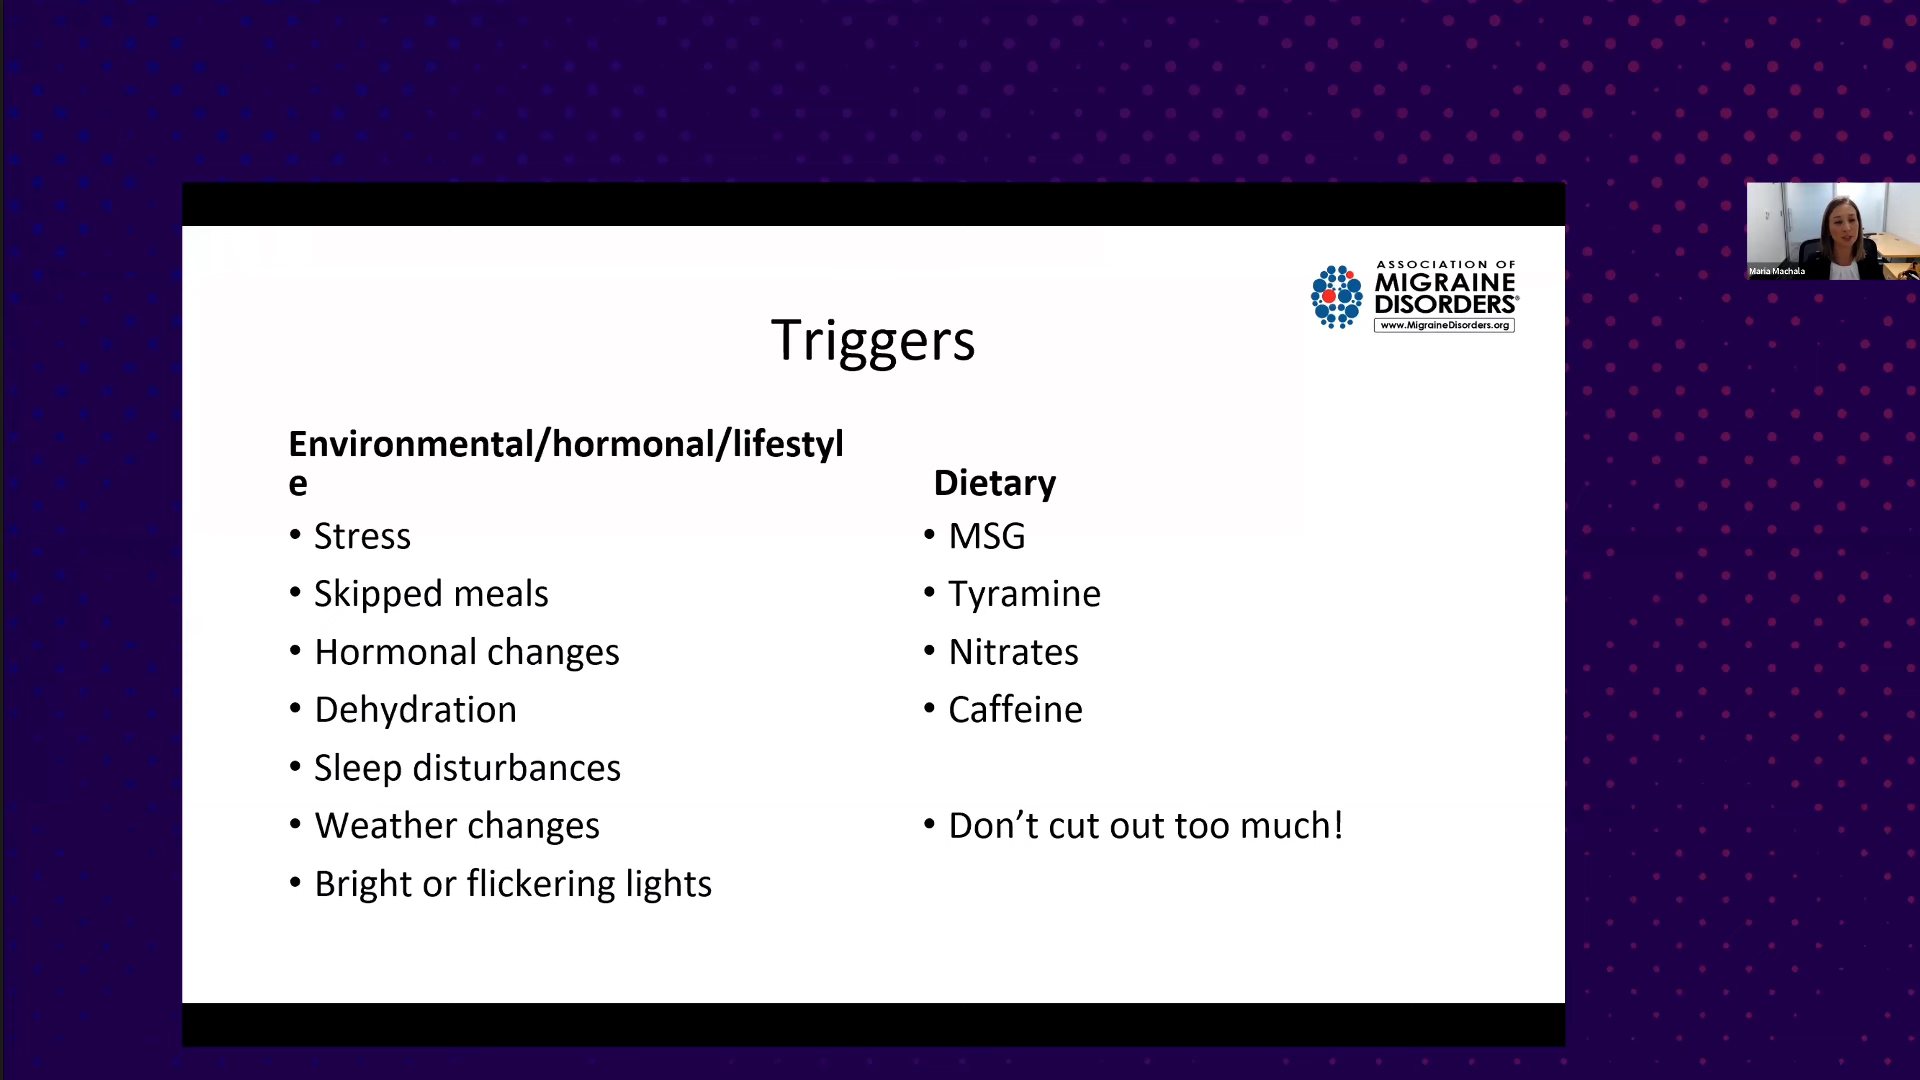 ASSOCIATION OF
MIGRAINE
DISORDERS®
www.MigraineDisorders.org
Maria Machala
Triggers
Environmental/hormonal/lifestyl
e
• Stress
• Skipped meals
• Hormonal changes
• Dehydration
• Sleep disturbances
• Weather changes
• Bright or flickering lights
Dietary
• MSG
• Tyramine
• Nitrates
• Caffeine
• Don’t cut out too much!